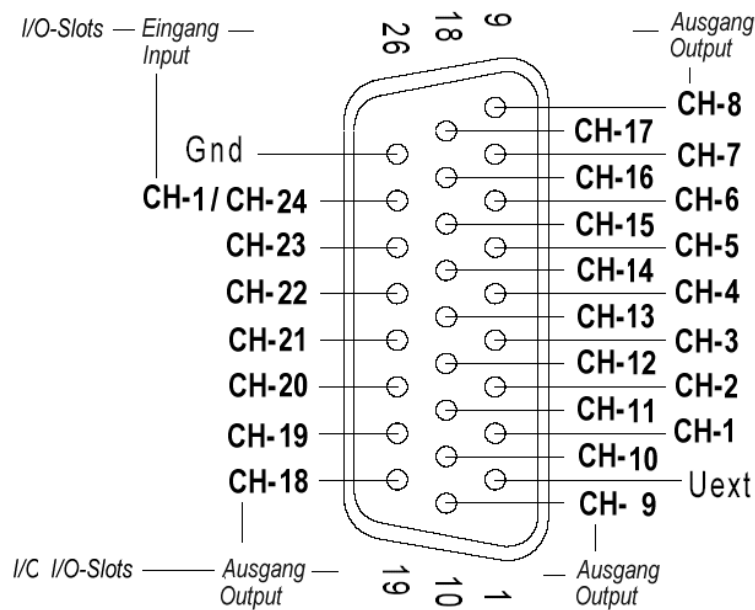 I/O-Slots — Eingang
Input
26
18
9
Ausgang
Output
CH-8
CH-17
CH-7
Gnd
CH-16
CH-1 / CH-24
CH-6
CH-15
CH-23
CH-5
CH-14
CH-22
CH-4
CH-13
CH-21
CH-3
CH-12
CH-20
CH-2
CH-11
CH-19
CH-1
CH-10
CH-18
Uext
CH- 9
I/C I/O-Slots — Ausgang
Output
19
10
1
Ausgang
Output